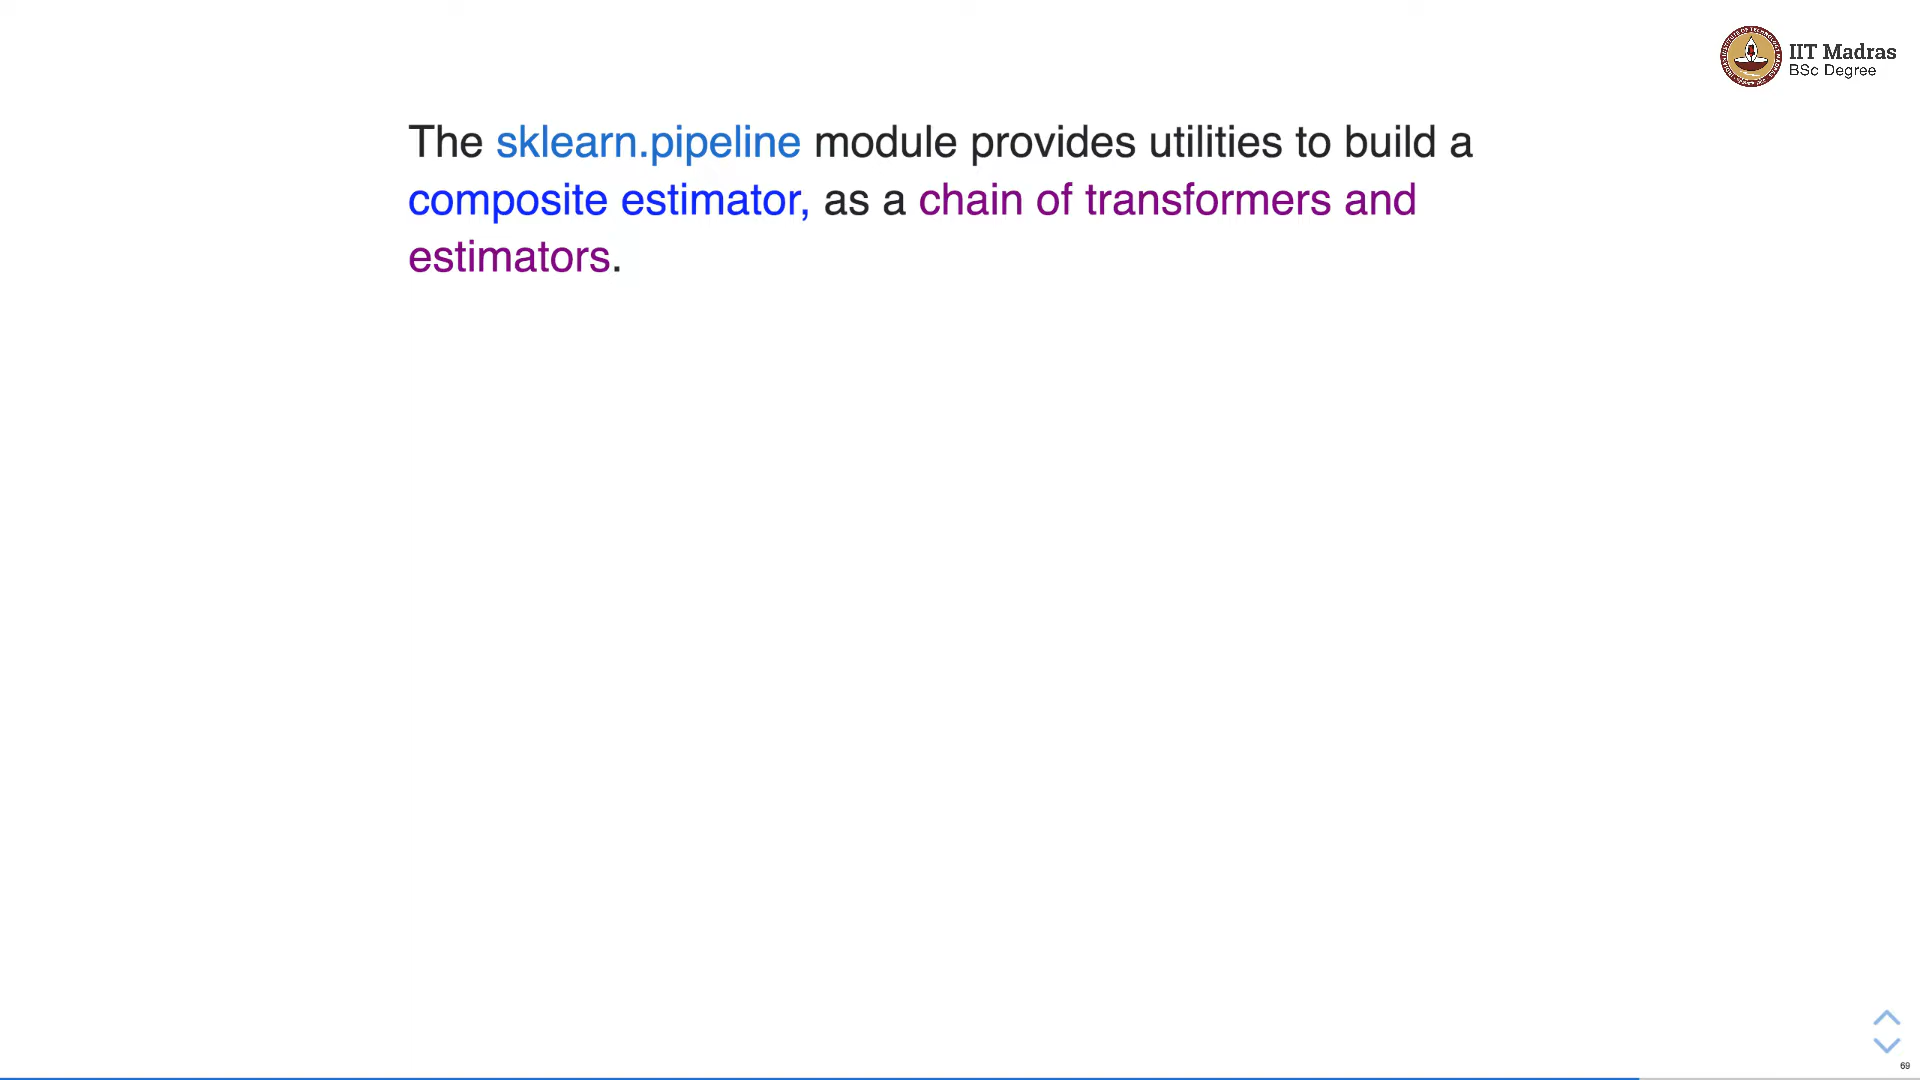 IIT Madras
BSc Degree
The sklearn.pipeline module provides utilities to build a
composite estimator, as a chain of transformers and
estimators.
69